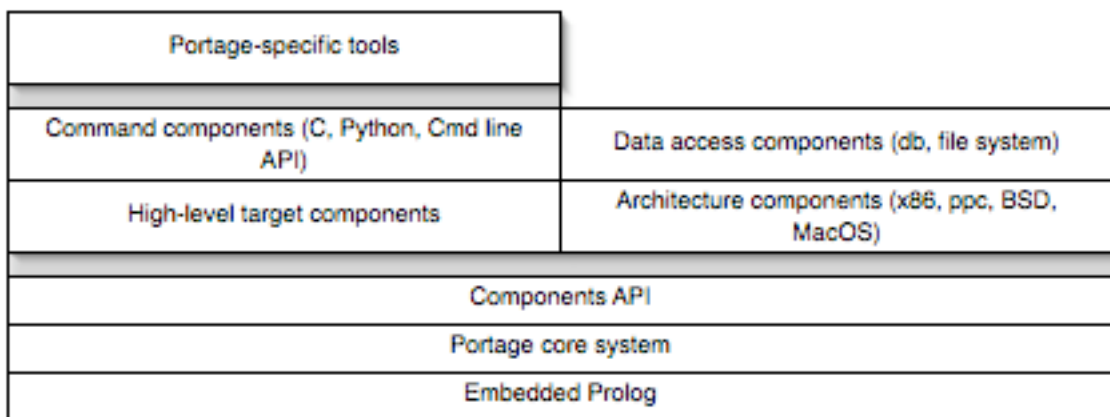 Portage-specific tools
Command components (C, Python, Cmd line
API)
Data access components (db, file system)
High-level target components
Architecture components (x86, ppc, BSD,
MacOS)
Components API
Portage core system
Embedded Prolog